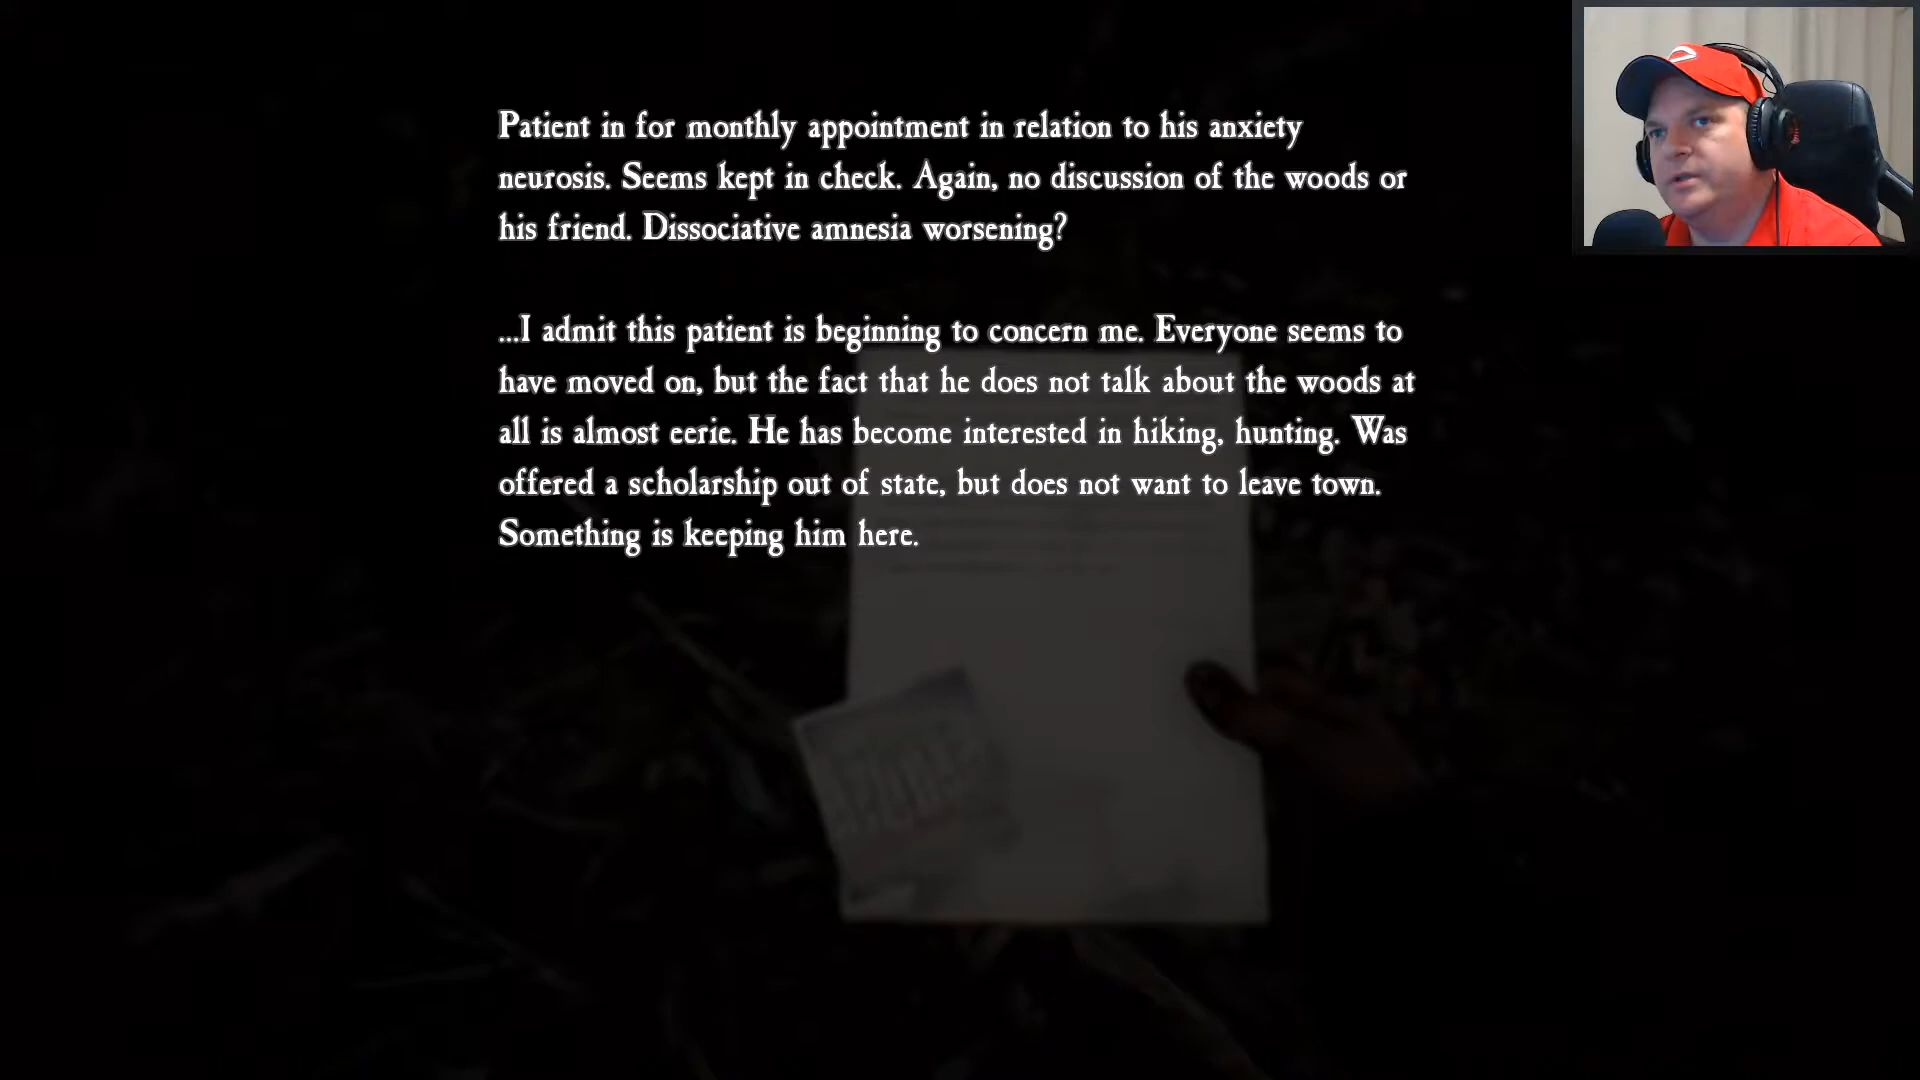 Patient in for monthly appointment in relation to his anxiety
neurosis. Seems kept in check. Again, no discussion of the woods or
his friend. Dissociative amnesia worsening?
...I admit this patient is beginning to concern me. Everyone seems to
have moved on, but the fact that he does not talk about the woods at
all is almost eerie. He has become interested in hiking, hunting. Was
offered a scholarship out of state, but does not want to leave town.
Something is keeping him here.